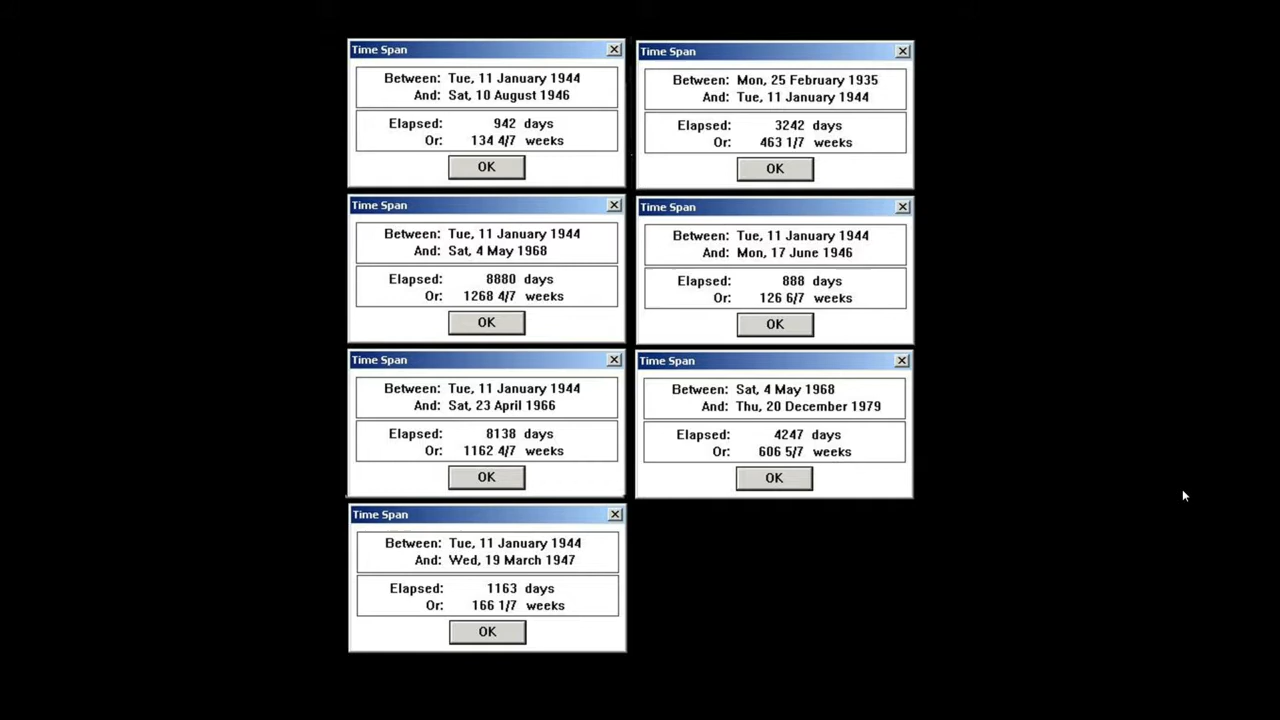 Time Span
Between: Tue, 11 January 1944
And: Sat, 10 August 1946
Elapsed: 942 days
Or: 134 4/7 weeks
OK
Time Span
Between: Mon, 25 February 1935
And: Tue, 11 January 1944
Elapsed: 3242 days
Or: 463 1/7 weeks
OK
Time Span
Between: Tue, 11 January 1944
And: Sat, 4 May 1968
Elapsed: 8880 days
Or: 1268 4/7 weeks
OK
Time Span
Between: Tue, 11 January 1944
And: Mon, 17 June 1946
Elapsed: 888 days
Or: 126 6/7 weeks
OK
Time Span
Between: Tue, 11 January 1944
And: Sat, 23 April 1966
Elapsed: 8138 days
Or: 1162 4/7 weeks
OK
Time Span
Between: Sat, 4 May 1968
And: Thu, 20 December 1979
Elapsed: 4247 days
Or: 606 5/7 weeks
OK
Time Span
Between: Tue, 11 January 1944
And: Wed, 19 March 1947
Elapsed: 1163 days
Or: 166 1/7 weeks
OK